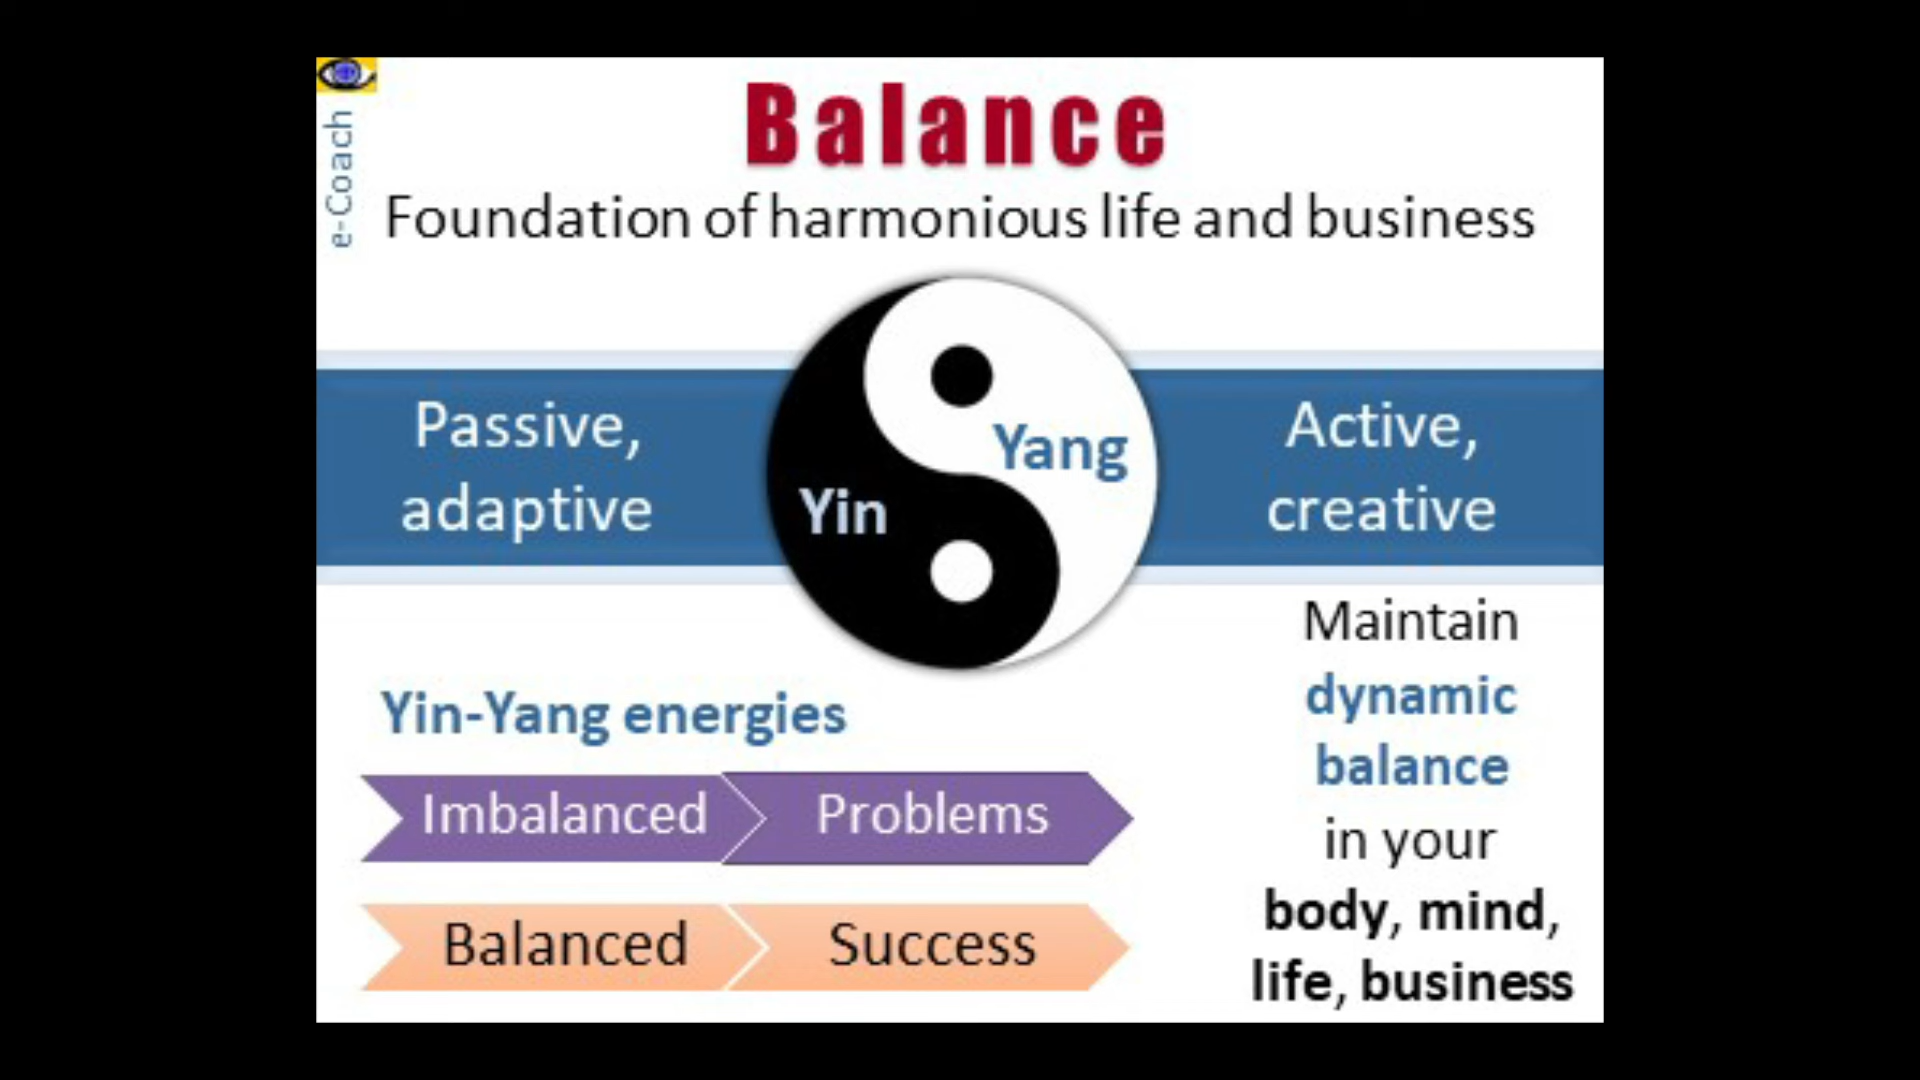 e-Coach
Balance
Foundation of harmonious life and business
Passive,
adaptive
Yin
Yang
Active,
creative
Yin-Yang energies
Imbalanced Problems
Balanced Success
Maintain
dynamic
balance
in your
body, mind,
life, business